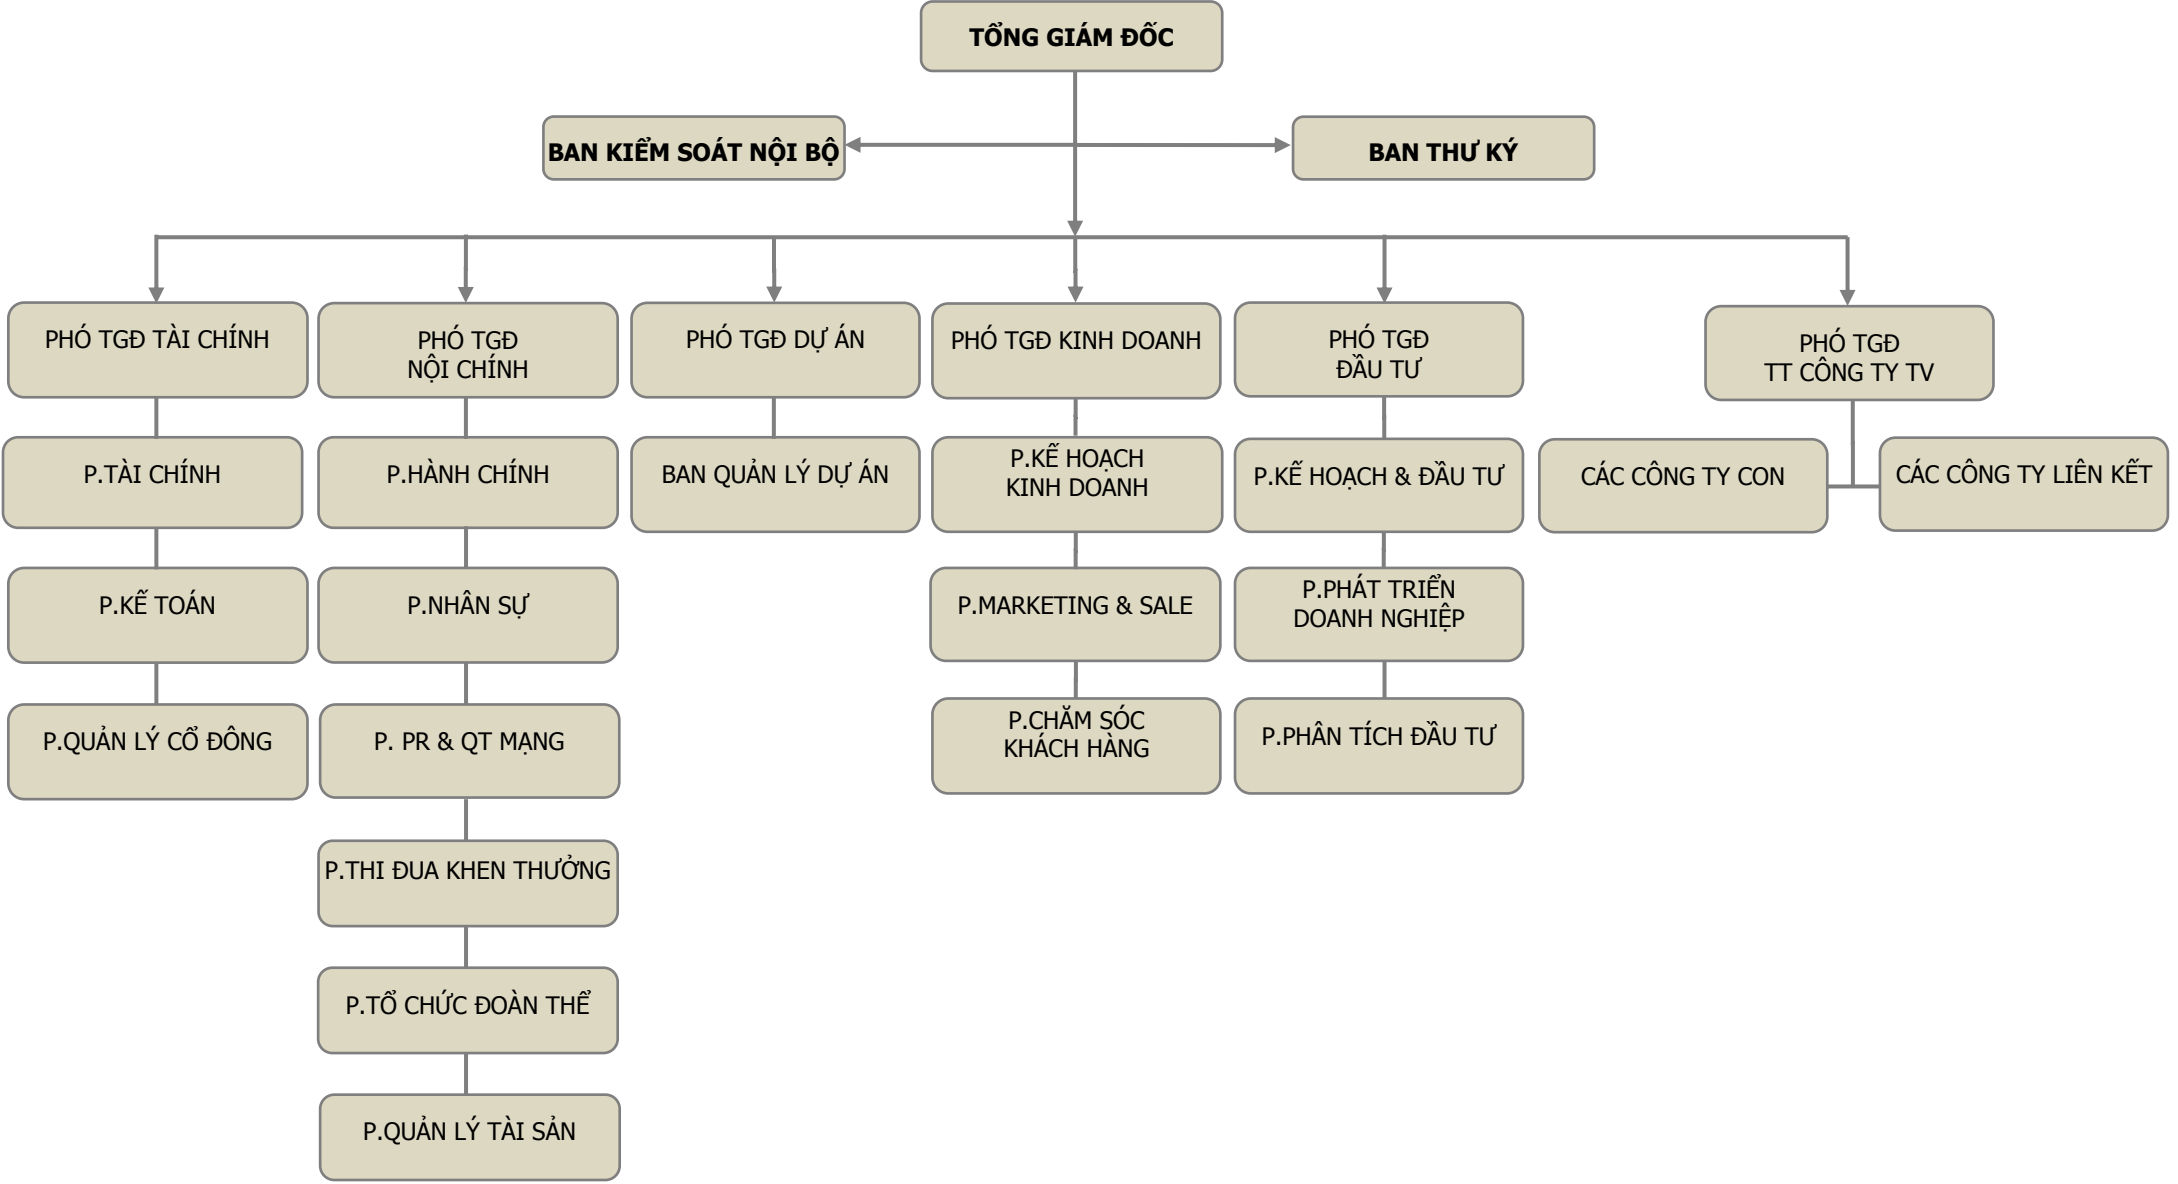 TỔNG GIÁM ĐỐC
BAN KIỂM SOÁT NỘI BỘ
BAN THƯ KÝ
PHÓ TGĐ TÀI CHÍNH
PHÓ TGĐ
NỘI CHÍNH
PHÓ TGĐ DỰ ÁN
PHÓ TGĐ KINH DOANH
PHÓ TGĐ
ĐẦU TƯ
PHÓ TGĐ
TT CÔNG TY TV
P.TÀI CHÍNH
P.HÀNH CHÍNH
BAN QUẢN LÝ DỰ ÁN
P.KẾ HOẠCH
KINH DOANH
P.KẾ HOẠCH & ĐẦU TƯ
CÁC CÔNG TY CON
CÁC CÔNG TY LIÊN KẾT
P.KẾ TOÁN
P.NHÂN SỰ
P.MARKETING & SALE
P.PHÁT TRIỂN
DOANH NGHIỆP
P.QUẢN LÝ CỔ ĐÔNG
P. PR & QT MẠNG
P.CHĂM SÓC
KHÁCH HÀNG
P.PHÂN TÍCH ĐẦU TƯ
P.THI ĐUA KHEN THƯỞNG
P.TỔ CHỨC ĐOÀN THỂ
P.QUẢN LÝ TÀI SẢN